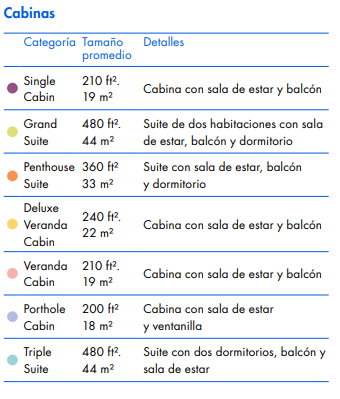 Cabinas
Categoría Tamaño promedio Detalles
Single Cabin 210 ft². 19 m² Cabina con sala de estar y balcón
Grand Suite 480 ft². 44 m² Suite de dos habitaciones con sala de estar, balcón y dormitorio
Penthouse Suite 360 ft² 33 m² Suite con sala de estar, balcón y dormitorio
Deluxe Veranda Cabin 240 ft². 22 m² Cabina con sala de estar y balcón
Veranda Cabin 210 ft². 19 m² Cabina con sala de estar y balcón
Porthole Cabin 200 ft² 18 m² Cabina con sala de estar y ventanilla
Triple Suite 480 ft². 44 m² Suite con dos dormitorios, balcón y sala de estar